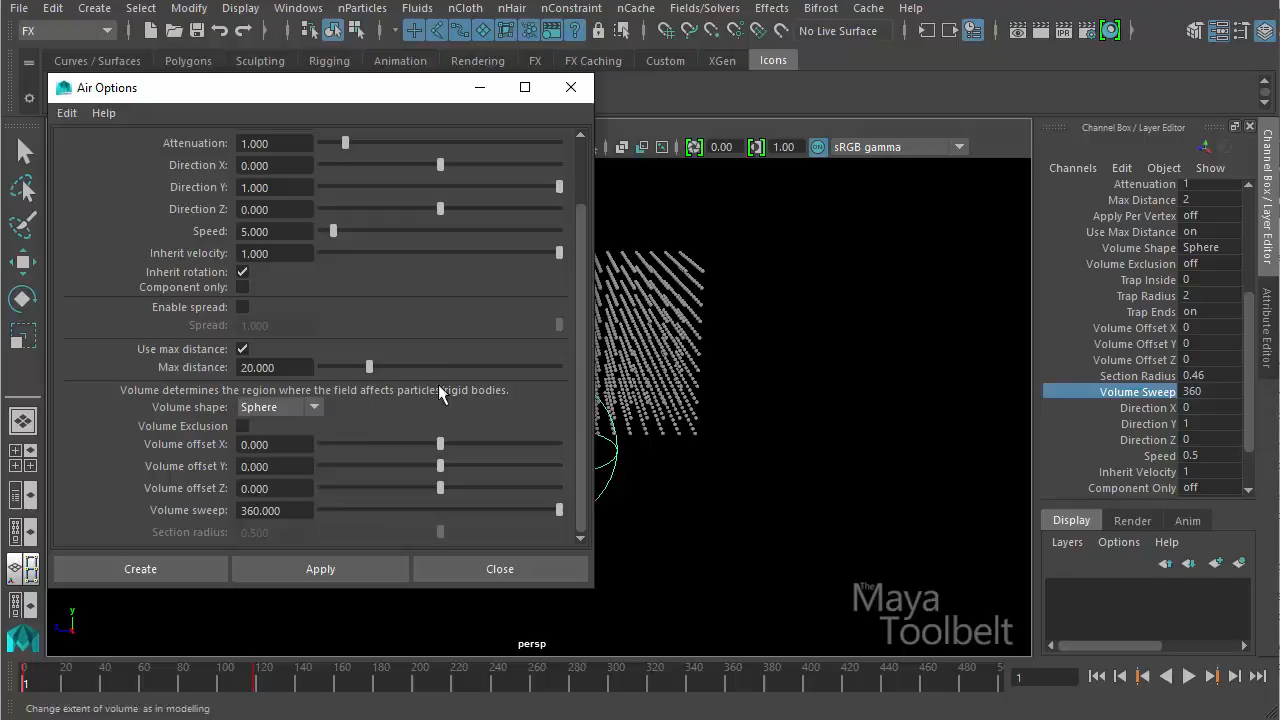 File Edit Create Select Modify Display Windows nParticles Fluids nCloth nHair nConstraint nCache Fields/Solvers Effects Bifrost Cache Help
FX No Live Surface
Curves / Surfaces Polygons Sculpting Rigging Animation Rendering FX FX Caching Custom XGen Icons
Air Options
Edit Help
Attenuation: 1.000
Direction X: 0.000
Direction Y: 1.000
Direction Z: 0.000
Speed: 5.000
Inherit velocity: 1.000
Inherit rotation:
Component only:
Enable spread:
Spread: 1.000
Use max distance:
Max distance: 20.000
Volume determines the region where the field affects particles/rigid bodies.
Volume shape: Sphere
Volume Exclusion
Volume offset X: 0.000
Volume offset Y: 0.000
Volume offset Z: 0.000
Volume sweep: 360.000
Section radius: 0.500
Create Apply Close
0.00 1.00 ON sRGB gamma
Channel Box / Layer Editor
Channels Edit Object Show
Attenuation 1
Max Distance 2
Apply Per Vertex off
Use Max Distance on
Volume Shape Sphere
Volume Exclusion off
Trap Inside 0
Trap Radius 2
Trap Ends on
Volume Offset X 0
Volume Offset Y 0
Volume Offset Z 0
Section Radius 0.46
Volume Sweep 360
Direction X 0
Direction Y 1
Direction Z 0
Speed 0.5
Inherit Velocity 1
Component Only off
Channel Box / Layer Editor
Attribute Editor
Display Render Anim
Layers Options Help
The
Maya
Toolbelt
y
z
persp
0 20 40 60 80 100 120 140 160 180 200 220 240 260 280 300 320 340 360 380 400 420 440 460 480 50
1 1
Change extent of volume: as in modelling